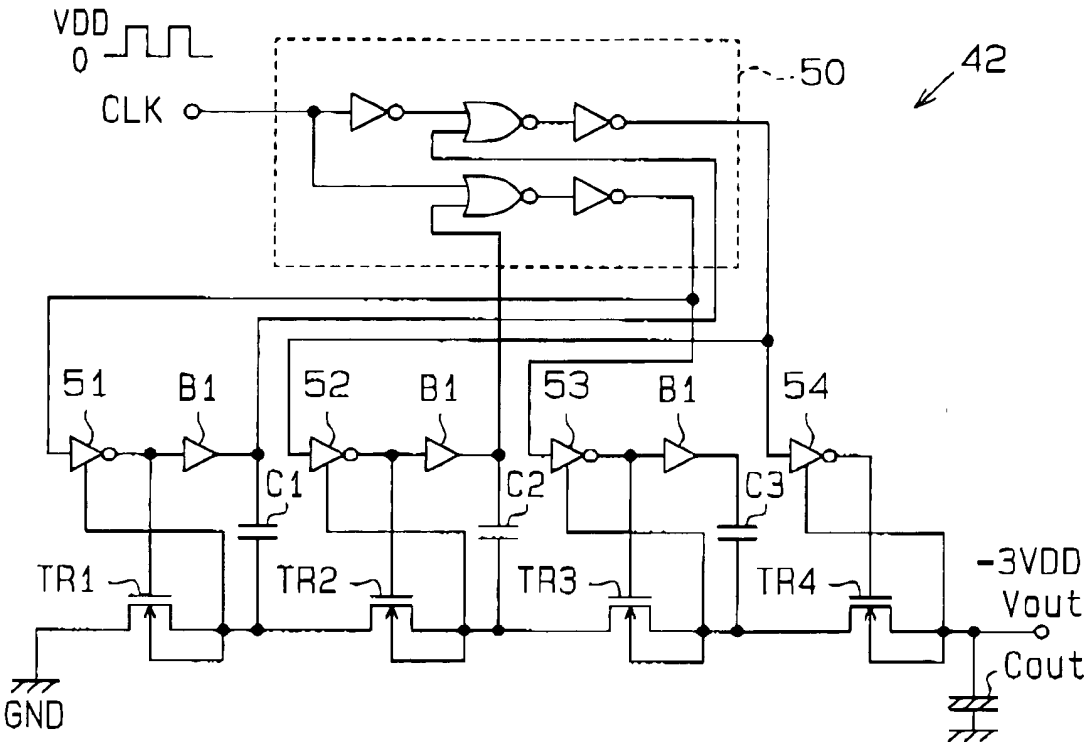 VDD
0
CLK
50
42
51
B1
52
B1
53
B1
54
C1
C2
C3
TR1
TR2
TR3
TR4
-3VDD
Vout
Cout
GND